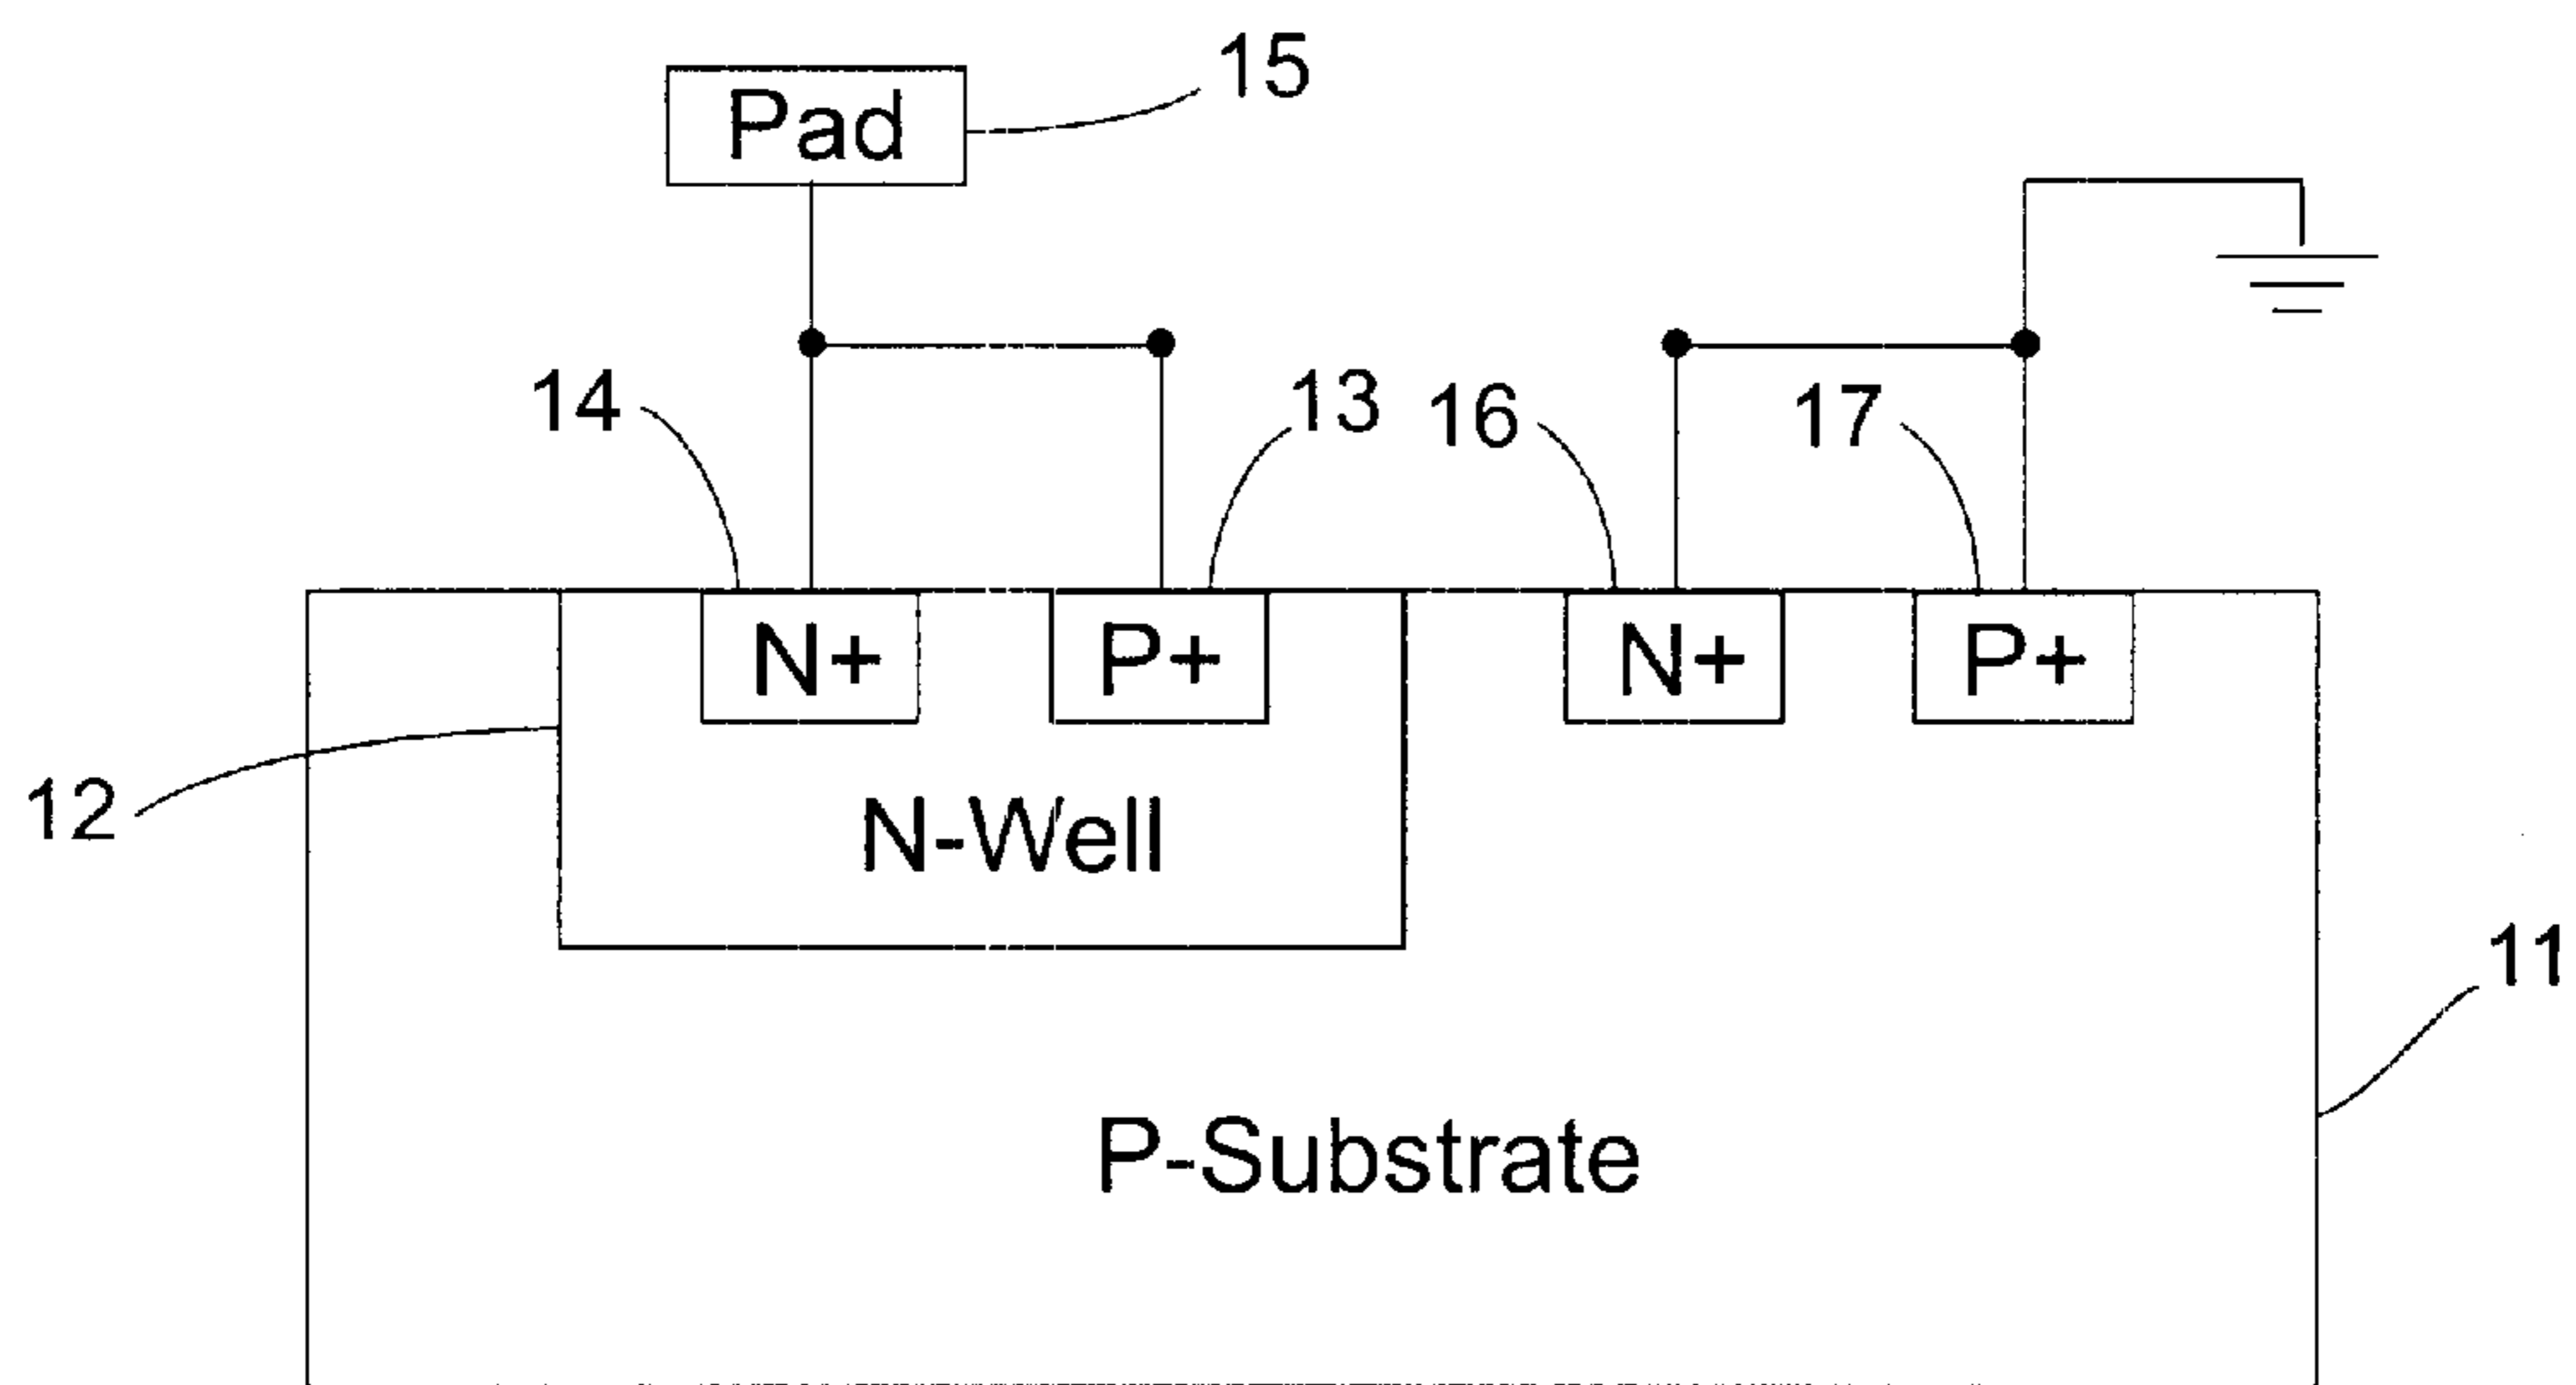 Pad
15
14
13
16
17
N+
P+
N+
P+
12
N-Well
11
P-Substrate